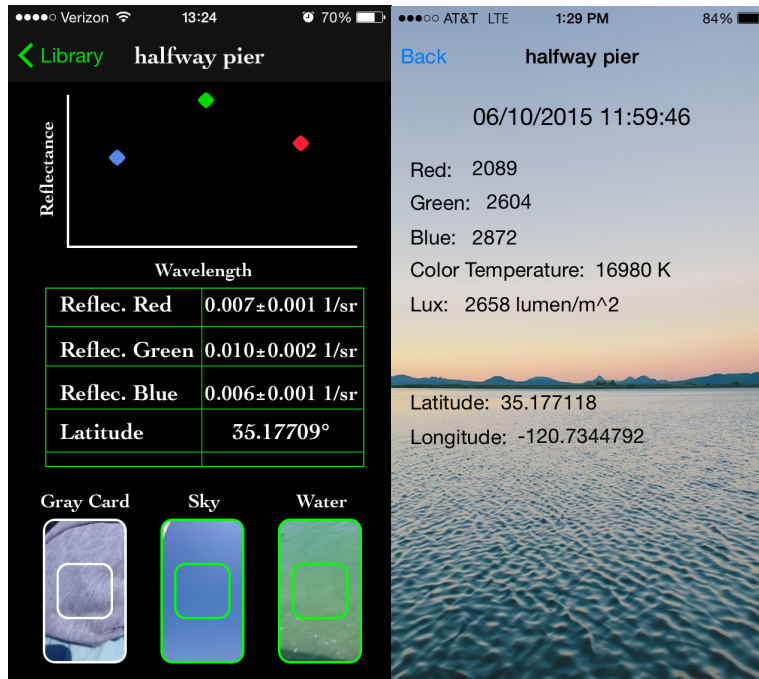 Verizon 13:24 70%
Library halfway pier
Reflectance
Wavelength
Reflec. Red 0.007±0.001 1/sr
Reflec. Green 0.010±0.002 1/sr
Reflec. Blue 0.006±0.001 1/sr
Latitude 35.17709°
Gray Card Sky Water
AT&T LTE 1:29 PM 84%
Back halfway pier
06/10/2015 11:59:46
Red: 2089
Green: 2604
Blue: 2872
Color Temperature: 16980 K
Lux: 2658 lumen/m^2
Latitude: 35.177118
Longitude: -120.7344792